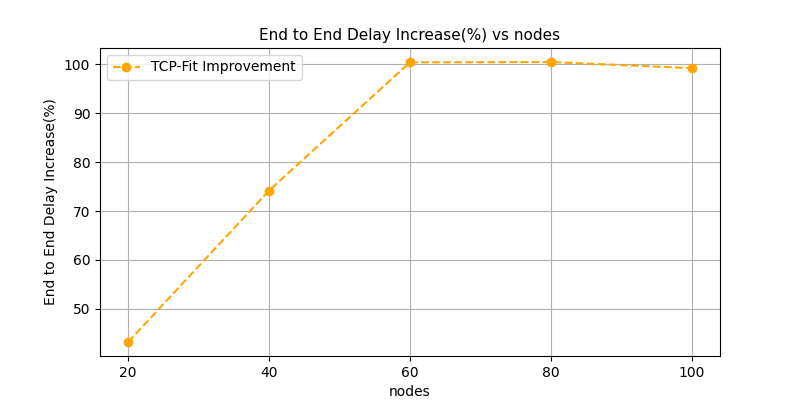 End to End Delay Increase(%) vs nodes
TCP-Fit Improvement
End to End Delay Increase(%)
100
90
80
70
60
50
20 40 60 80 100
nodes